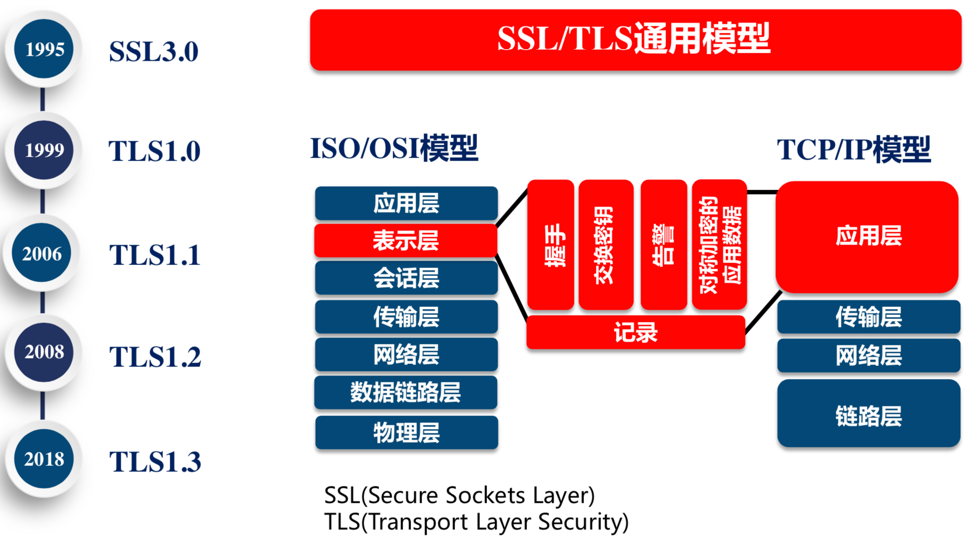 1995 SSL3.0
1999 TLS1.0
2006 TLS1.1
2008 TLS1.2
2018 TLS1.3
SSL/TLS通用模型
ISO/OSI模型
应用层
表示层
会话层
传输层
网络层
数据链路层
物理层
握手
交换密钥
告警
对称加密的
应用数据
记录
TCP/IP模型
应用层
传输层
网络层
链路层
SSL(Secure Sockets Layer)
TLS(Transport Layer Security)